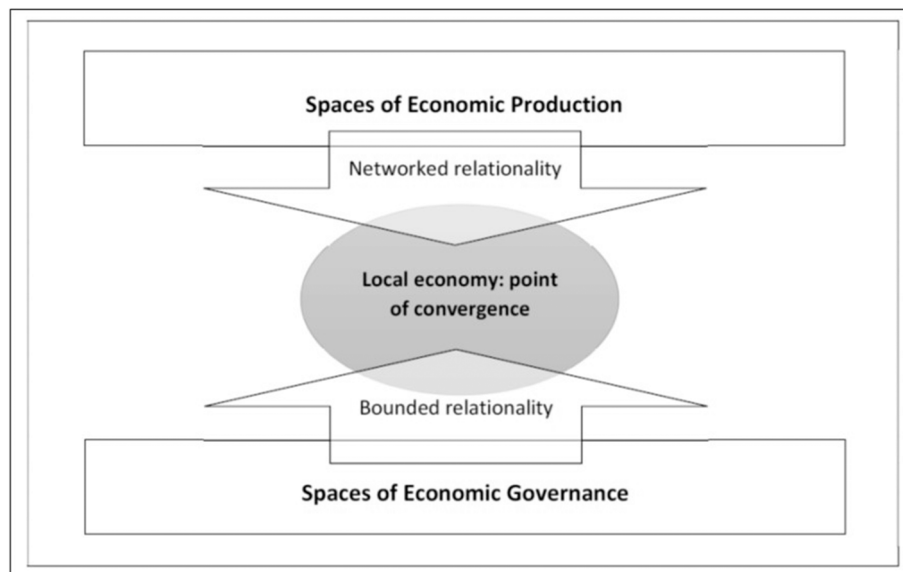 Spaces of Economic Production
Networked relationality
Local economy: point
of convergence
Bounded relationality
Spaces of Economic Governance